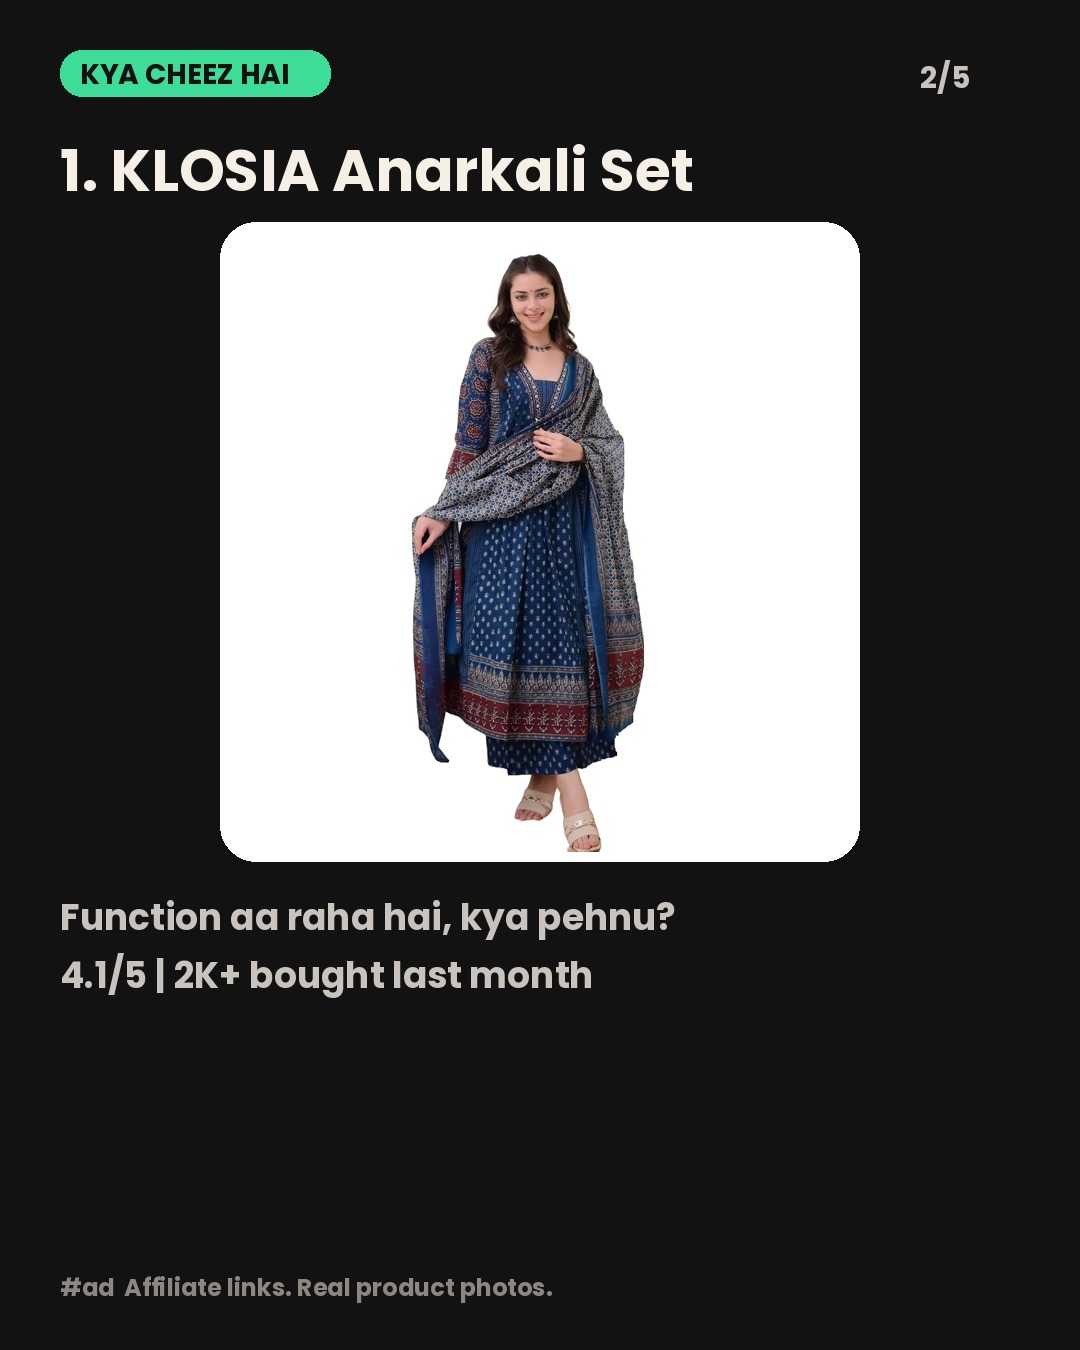 KYA CHEEZ HAI
2/5
1. KLOSIA Anarkali Set
Function aa raha hai, kya pehnu?
4.1/5 | 2K+ bought last month
#ad Affiliate links. Real product photos.